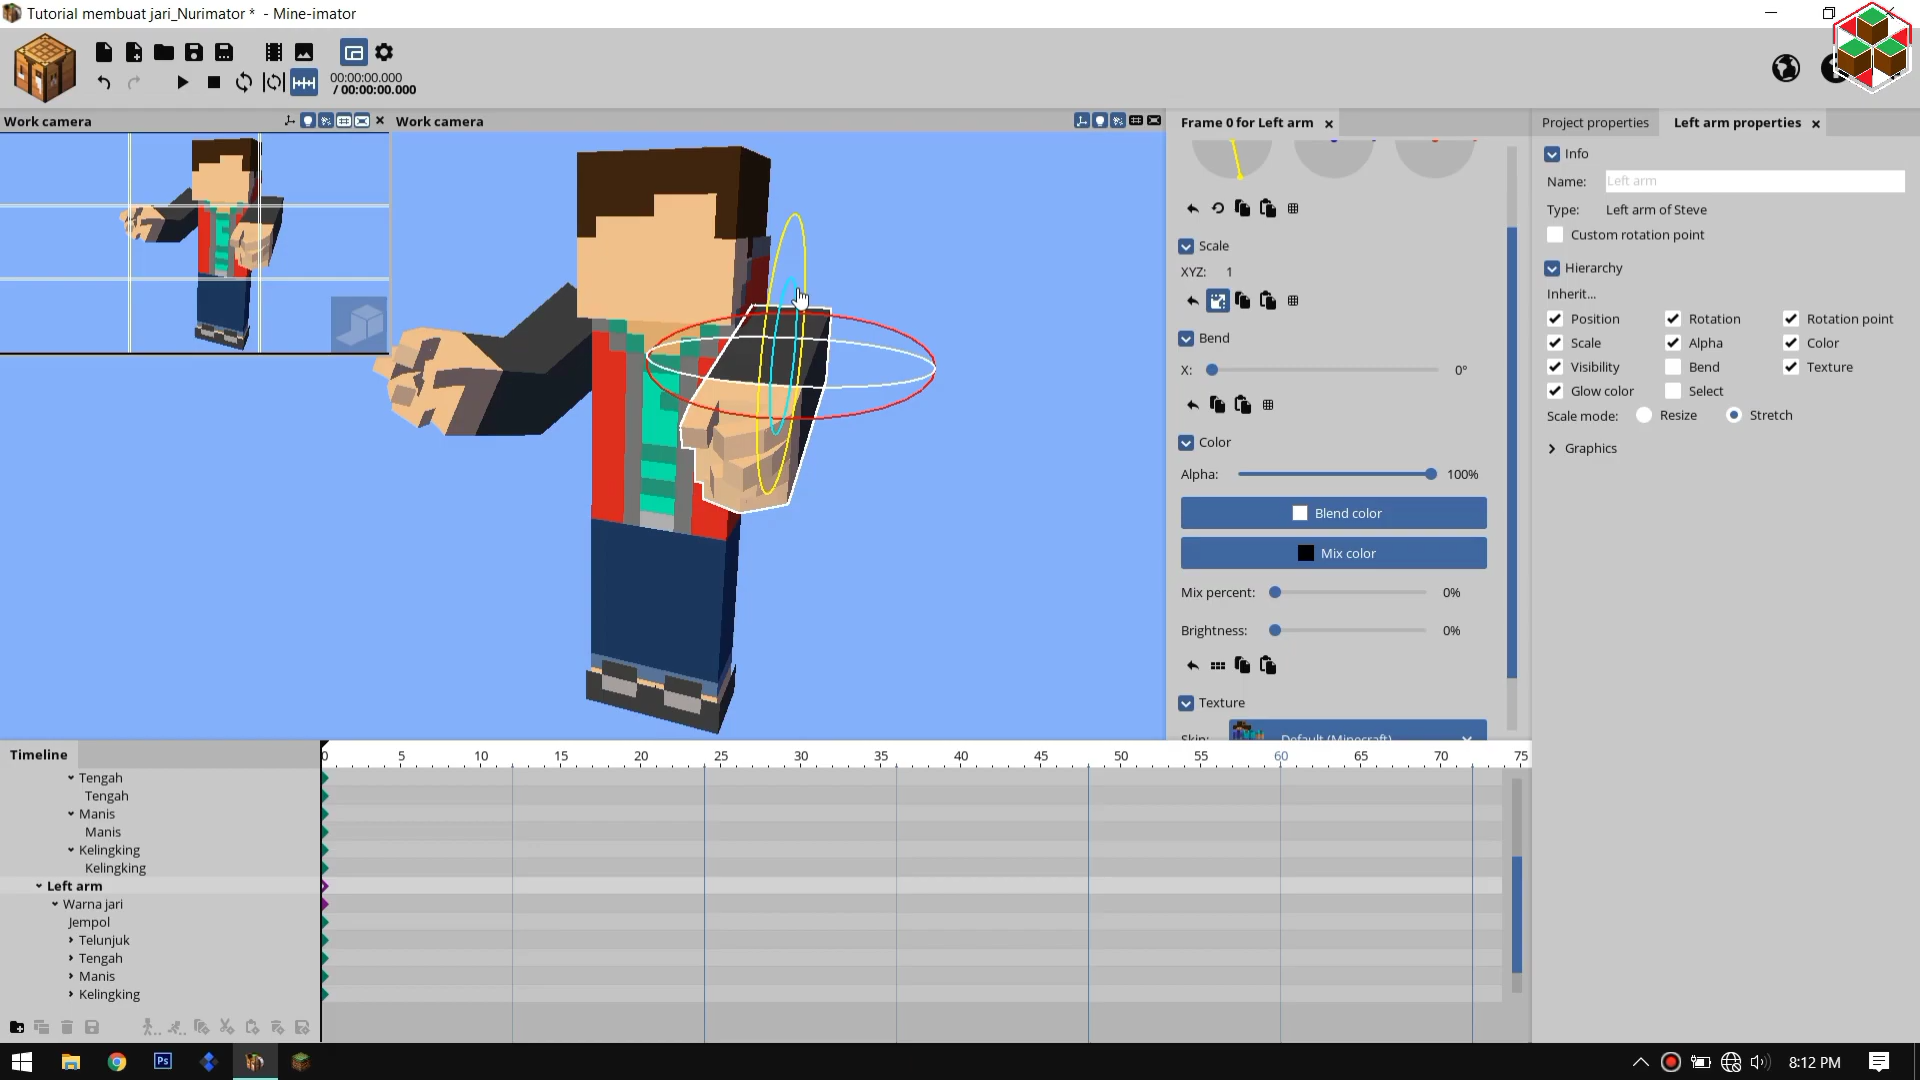 Tutorial membuat jari_Nurimator * - Mine-imator
00:00:00.000
/ 00:00:00.000
Work camera
Work camera
Frame 0 for Left arm
Project properties
Left arm properties
Info
Name: Left arm
Type: Left arm of Steve
Custom rotation point
Hierarchy
Inherit...
Position
Rotation
Rotation point
Scale
Alpha
Color
Visibility
Bend
Texture
Glow color
Select
Scale mode:
Resize
Stretch
Graphics
Scale
XYZ: 1
Bend
X: 0°
Color
Alpha: 100%
Blend color
Mix color
Mix percent: 0%
Brightness: 0%
Texture
Skin: Default (Minecraft)
Timeline
0 5 10 15 20 25 30 35 40 45 50 55 60 65 70 75
Tengah
Tengah
Manis
Manis
Kelingking
Kelingking
Left arm
Warna jari
Jempol
Telunjuk
Tengah
Manis
Kelingking
Ps
8:12 PM